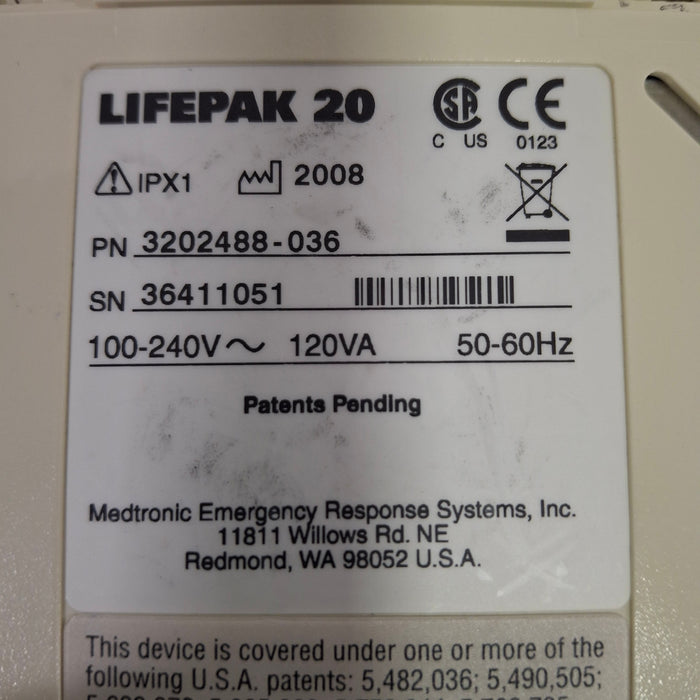 LIFEPAK 20
SA CE
C US 0123
IPX1 2008
PN 3202488-036
SN 36411051
100-240V~ 120VA 50-60Hz
Patents Pending
Medtronic Emergency Response Systems, Inc.
11811 Willows Rd. NE
Redmond, WA 98052 U.S.A.
This device is covered under one or more of the
following U.S.A. patents: 5,482,036; 5,490,505;